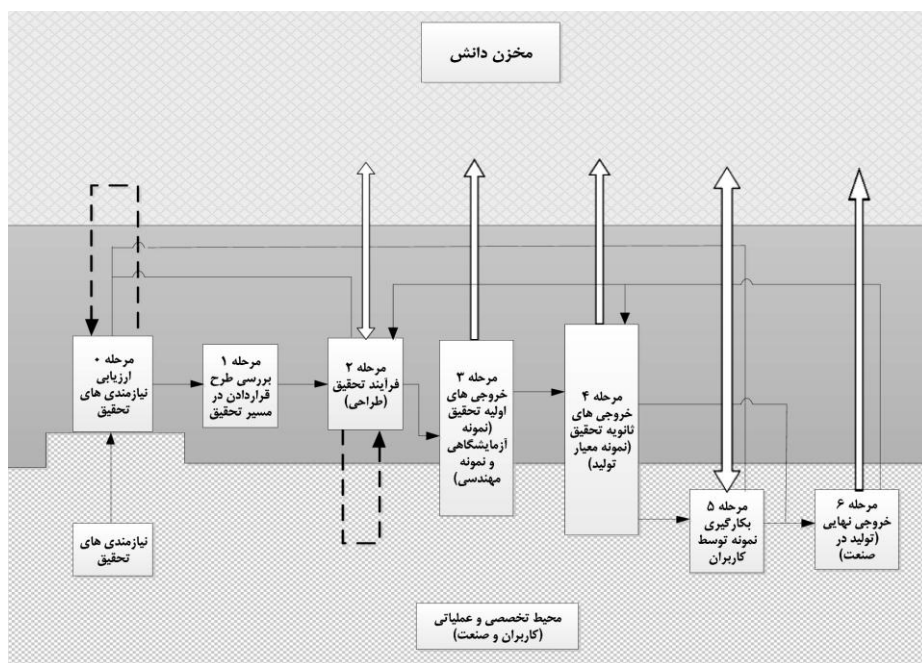 مخزن دانش
مرحله ۰
ارزیابی
نیازمندی های
تحقیق
مرحله ۱
بررسی طرح
قراردادن در
مسیر تحقیق
مرحله ۲
فرآیند تحقیق
(طراحی)
مرحله ۳
خروجی های
اولیه تحقیق
(نمونه
آزمایشگاهی
و نمونه
مهندسی)
مرحله ۴
خروجی های
ثانویه تحقیق
(نمونه معیار
تولید)
مرحله ۵
بکارگیری
نمونه توسط
کاربران
مرحله ۶
خروجی نهایی
(تولید در
صنعت)
نیازمندی های
تحقیق
محیط تخصصی و عملیاتی
(کاربران و صنعت)